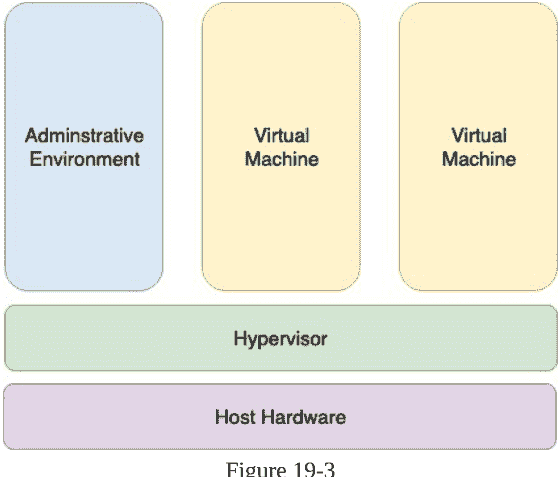 Adminstrative
Environment
Virtual
Machine
Virtual
Machine
Hypervisor
Host Hardware
Figure 19-3